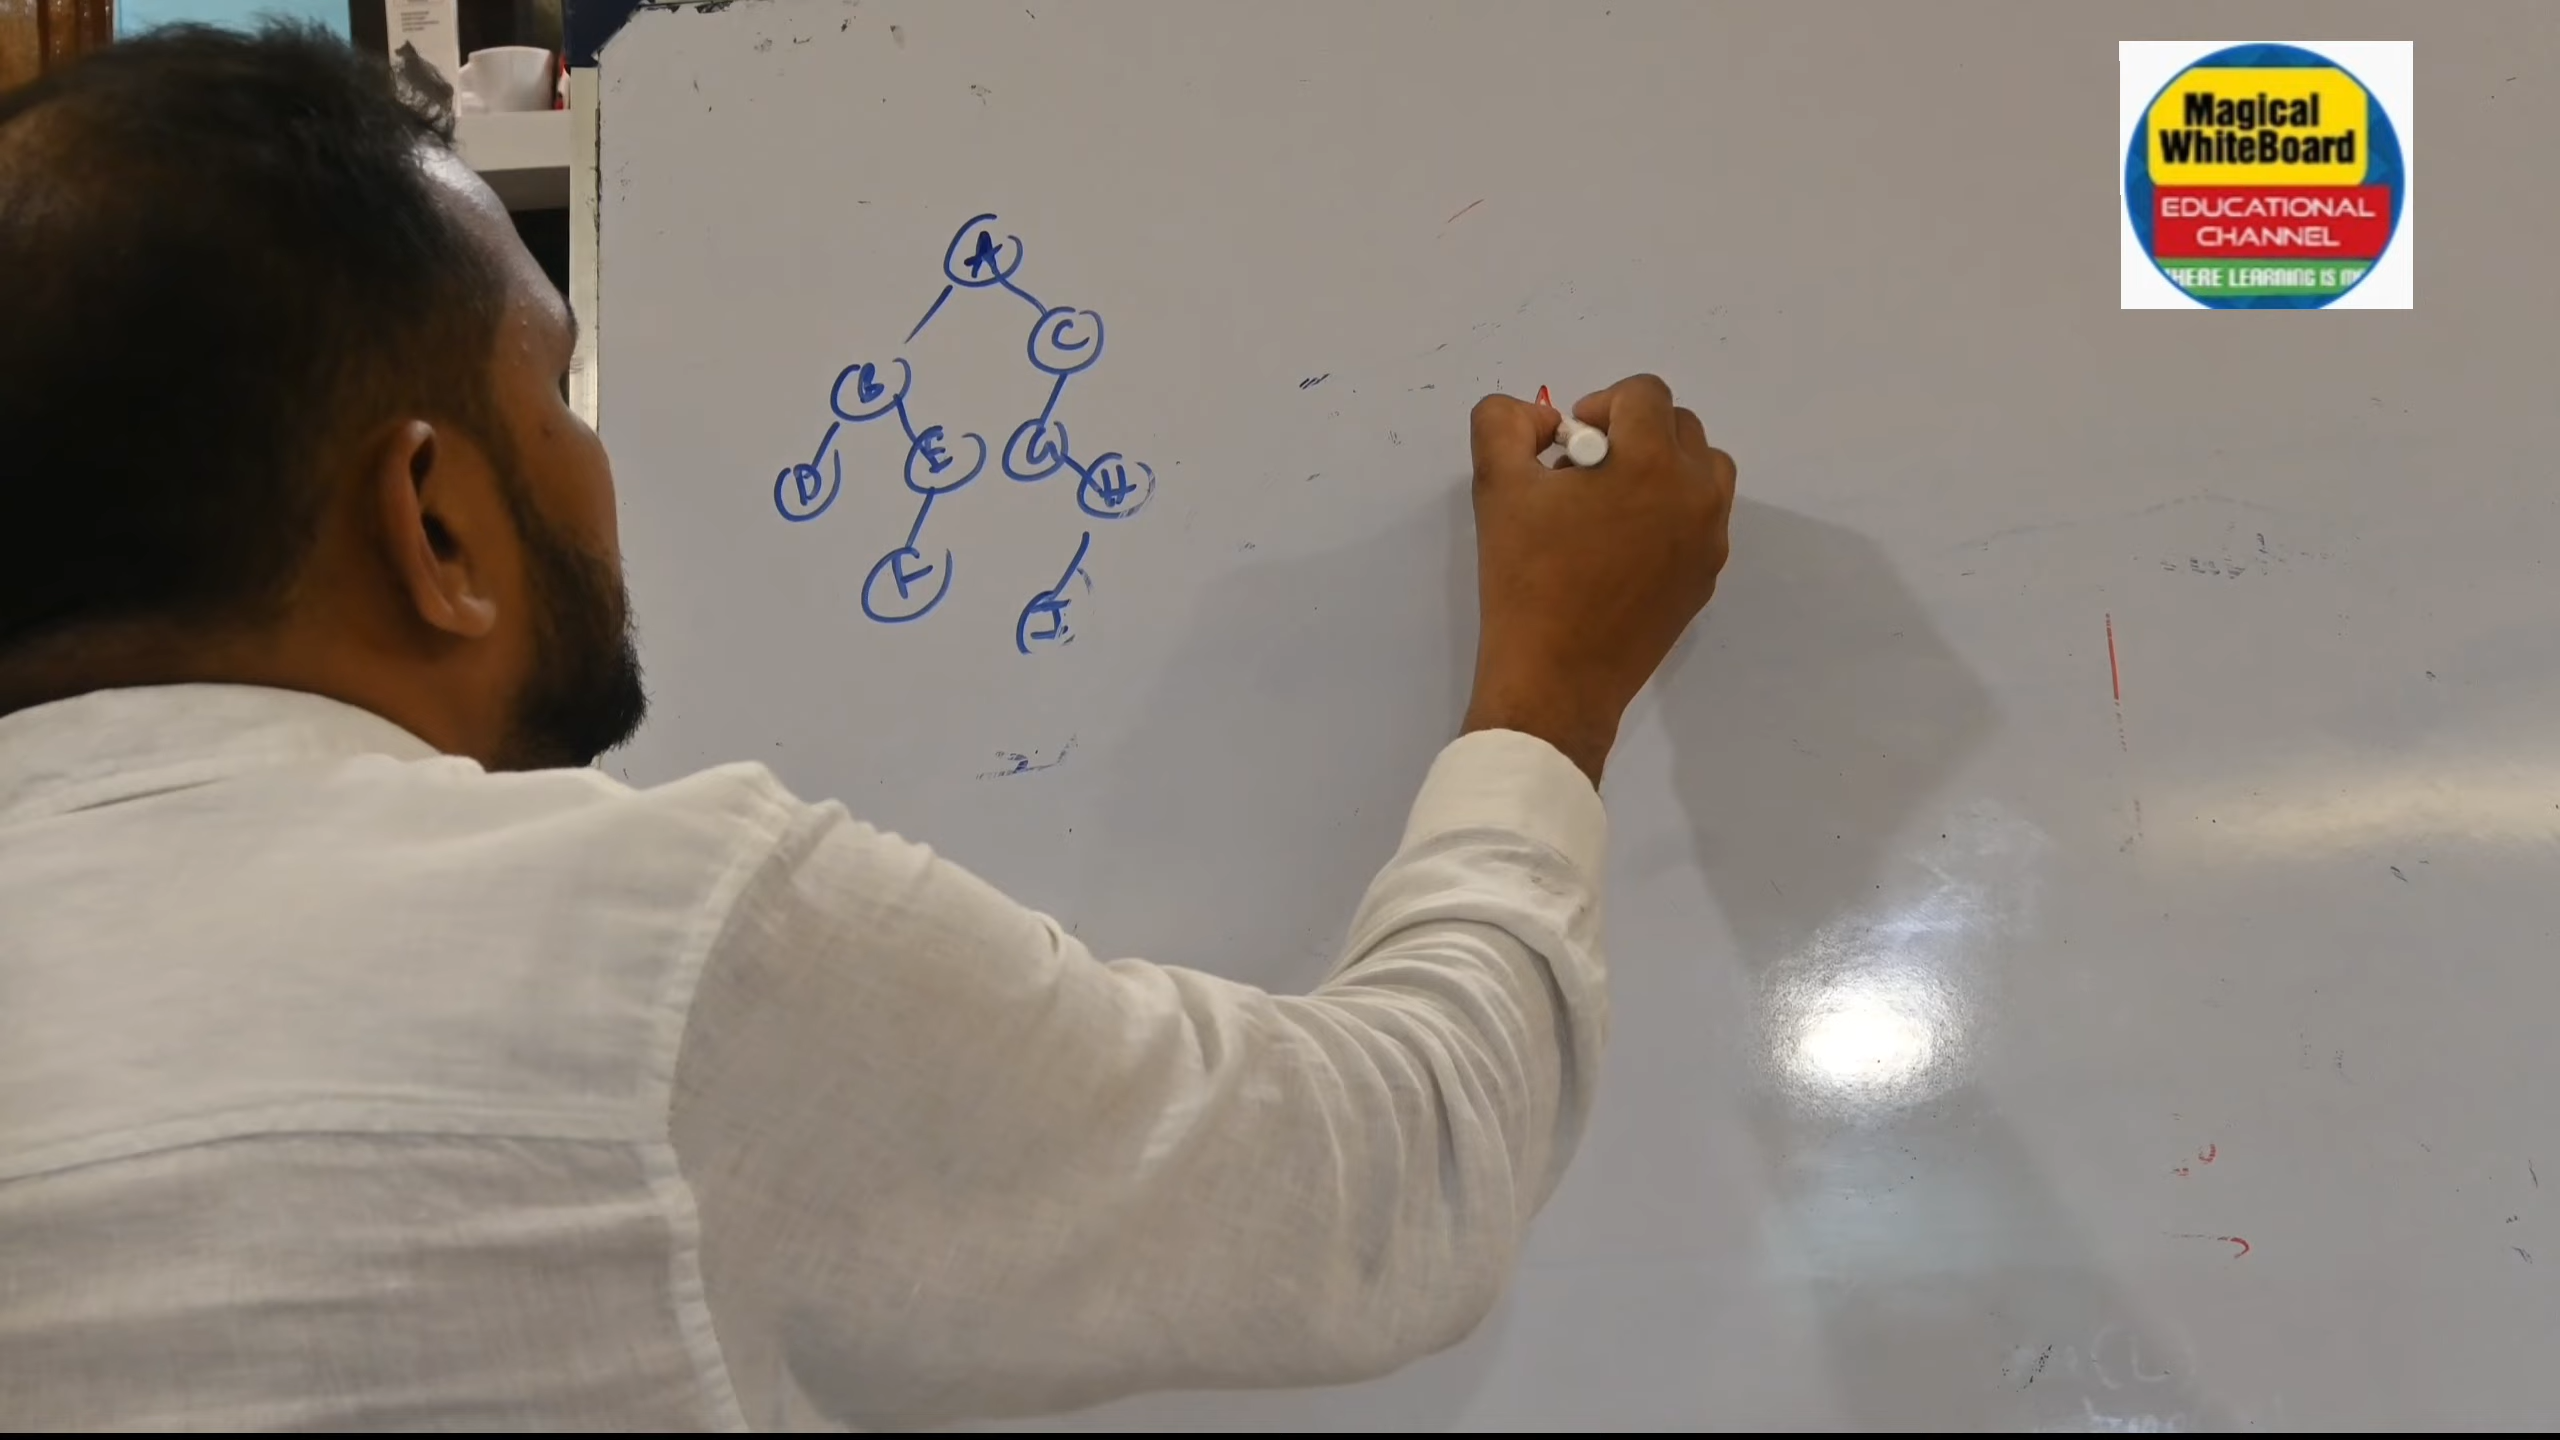 Magical
WhiteBoard
EDUCATIONAL
CHANNEL
HERE LEARNING IS
A
C
B
E
G
D
H
F
I